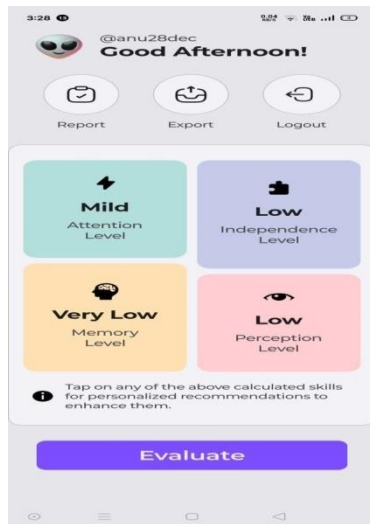 3:28
@anu28dec
Good Afternoon!
Report Export Logout
Mild
Attention
Level
Low
Independence
Level
Very Low
Memory
Level
Low
Perception
Level
Tap on any of the above calculated skills
for personalized recommendations to
enhance them.
Evaluate